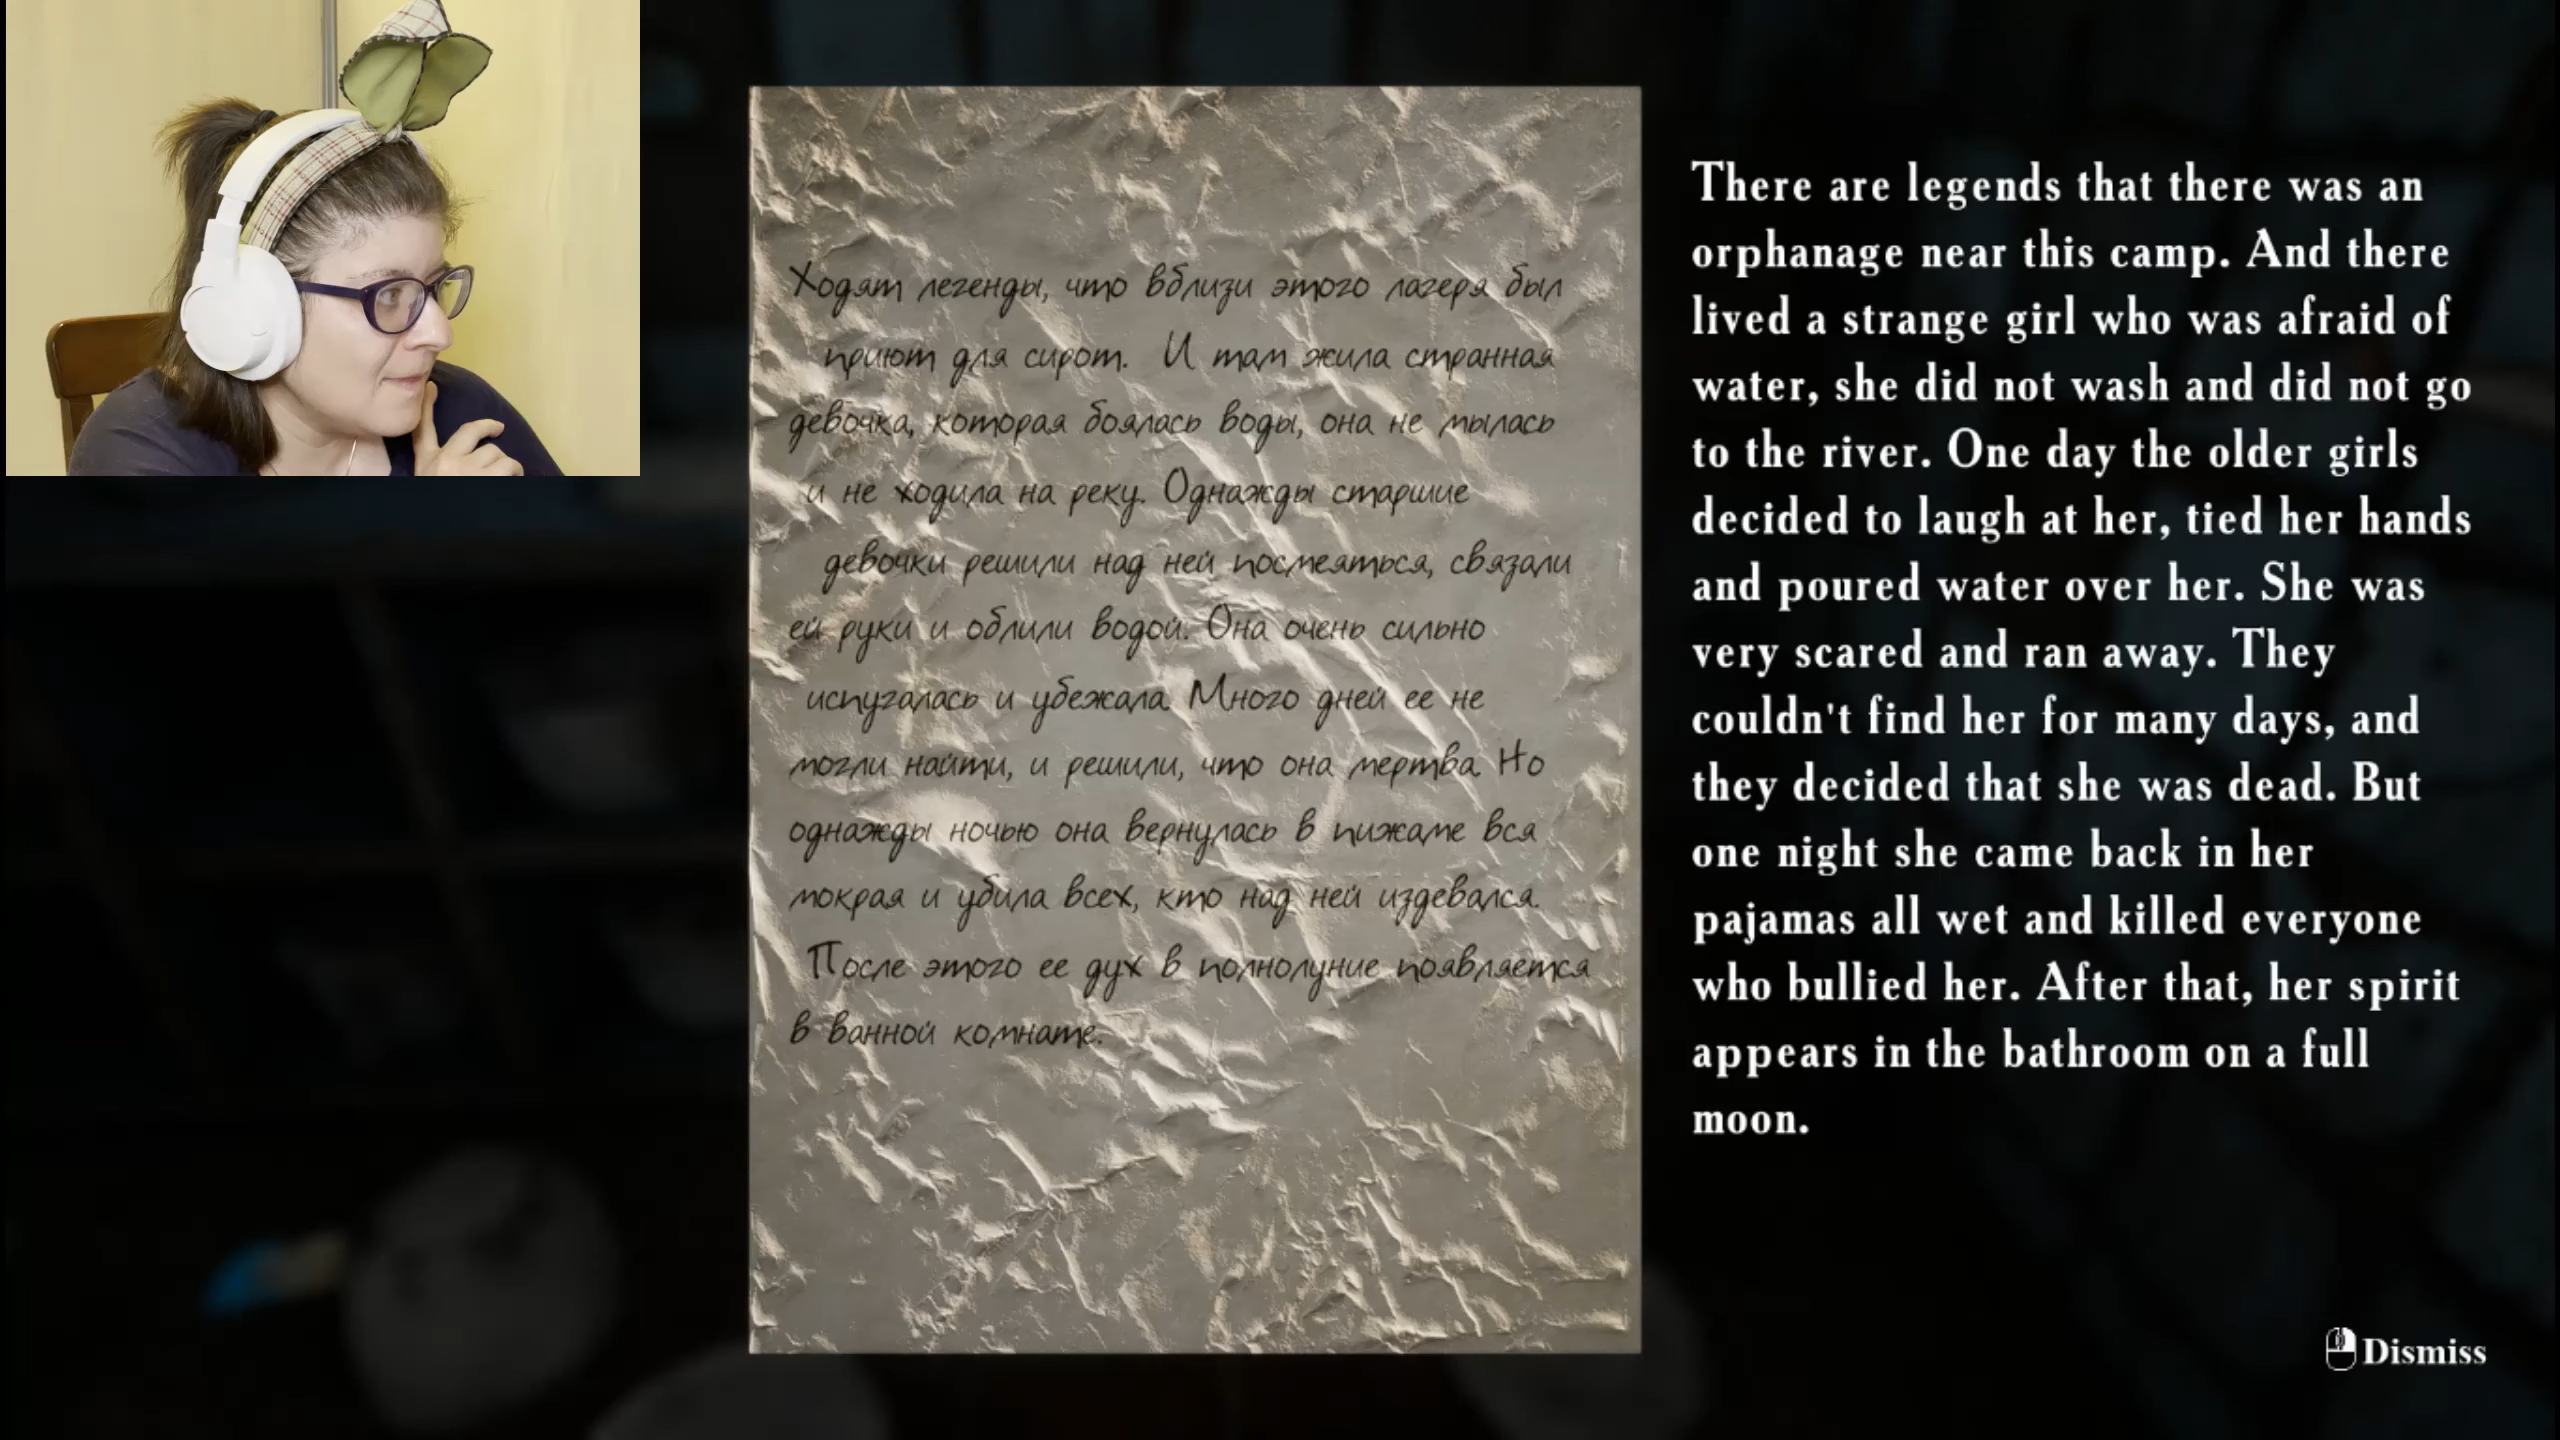 Ходят легенды, что вблизи этого лагеря был
приют для сирот. И там жила странная
девочка, которая боялась воды, она не мылась
и не ходила на реку. Однажды старшие
девочки решили над ней посмеяться, связали
ей руки и облили водой. Она очень сильно
испугалась и убежала. Много дней ее не
могли найти, и решили, что она мертва. Но
однажды ночью она вернулась в пижаме вся
мокрая и убила всех, кто над ней издевался.
После этого ее дух в полнолуние появляется
в ванной комнате.
There are legends that there was an
orphanage near this camp. And there
lived a strange girl who was afraid of
water, she did not wash and did not go
to the river. One day the older girls
decided to laugh at her, tied her hands
and poured water over her. She was
very scared and ran away. They
couldn't find her for many days, and
they decided that she was dead. But
one night she came back in her
pajamas all wet and killed everyone
who bullied her. After that, her spirit
appears in the bathroom on a full
moon.
Dismiss